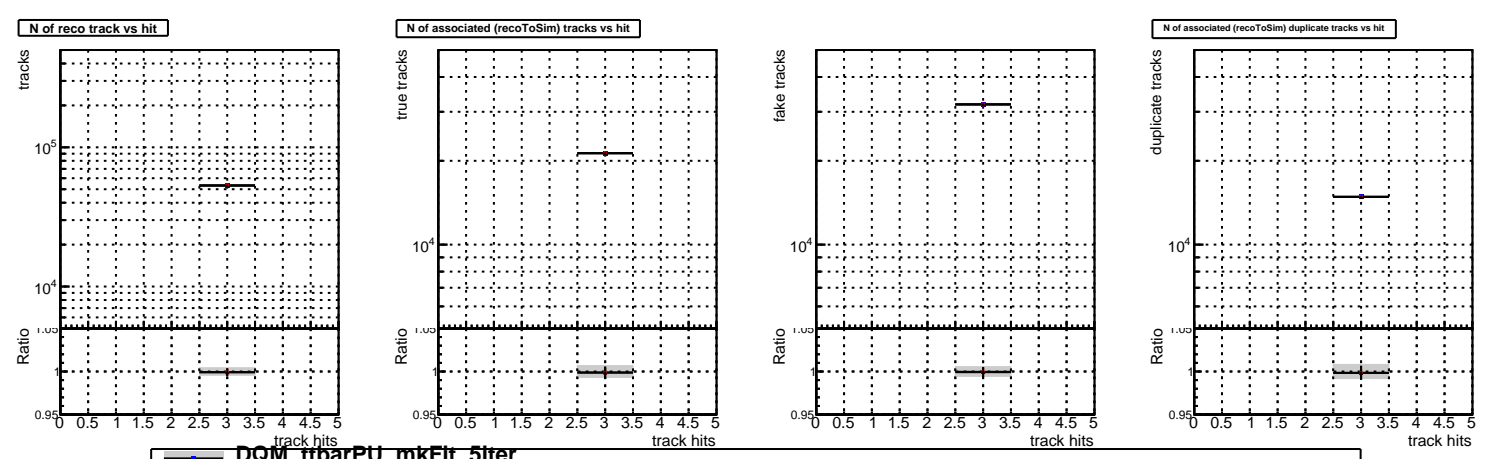 N of reco track vs hit
tracks
10^5
10^4
1.05
Ratio
1
0.95
0 0.5 1 1.5 2 2.5 3 3.5 4 4.5 5
track hits
N of associated (recoToSim) tracks vs hit
true tracks
10^4
1.05
Ratio
1
0.95
0 0.5 1 1.5 2 2.5 3 3.5 4 4.5 5
track hits
fake tracks
10^4
1.05
Ratio
1
0.95
0 0.5 1 1.5 2 2.5 3 3.5 4 4.5 5
track hits
N of associated (recoToSim) duplicate tracks vs hit
duplicate tracks
10^4
1.05
Ratio
1
0.95
0 0.5 1 1.5 2 2.5 3 3.5 4 4.5 5
track hits
DQM_ttbarPU_mkFit_5iter